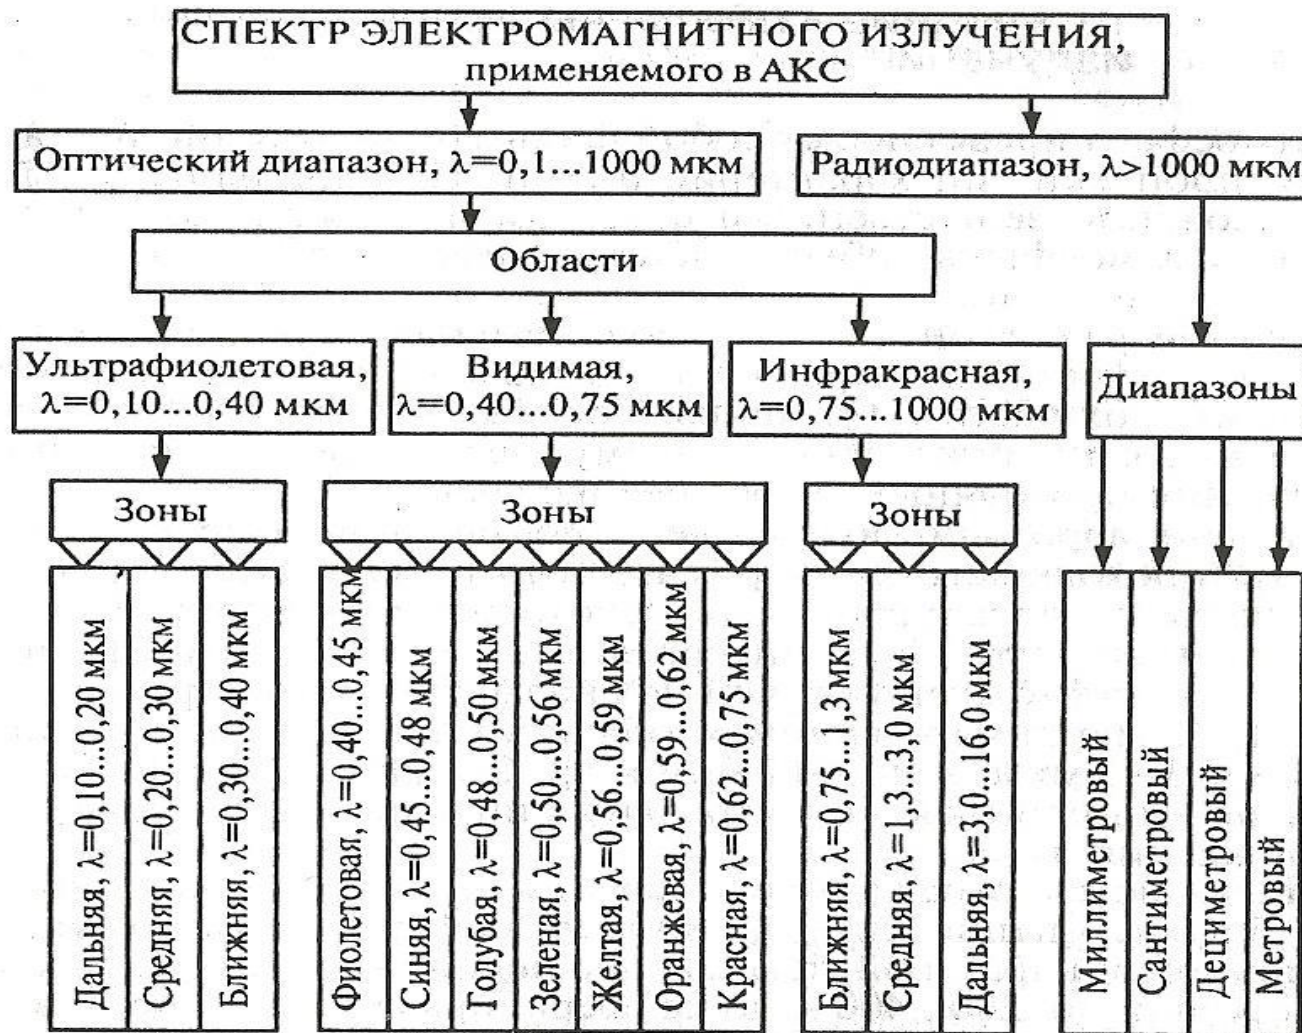 СПЕКТР ЭЛЕКТРОМАГНИТНОГО ИЗЛУЧЕНИЯ,
применяемого в АКС
Оптический диапазон, λ=0,1...1000 мкм
Радиодиапазон, λ>1000 мкм
Области
Ультрафиолетовая,
λ=0,10...0,40 мкм
Видимая,
λ=0,40...0,75 мкм
Инфракрасная,
λ=0,75...1000 мкм
Диапазоны
Зоны
Зоны
Зоны
Дальняя, λ=0,10...0,20 мкм
Средняя, λ=0,20...0,30 мкм
Ближняя, λ=0,30...0,40 мкм
Фиолетовая, λ=0,40...0,45 мкм
Синяя, λ=0,45...0,48 мкм
Голубая, λ=0,48...0,50 мкм
Зеленая, λ=0,50...0,56 мкм
Желтая, λ=0,56...0,59 мкм
Оранжевая, λ=0,59...0,62 мкм
Красная, λ=0,62...0,75 мкм
Ближняя, λ=0,75...1,3 мкм
Средняя, λ=1,3...3,0 мкм
Дальняя, λ=3,0...16,0 мкм
Миллиметровый
Сантиметровый
Дециметровый
Метровый